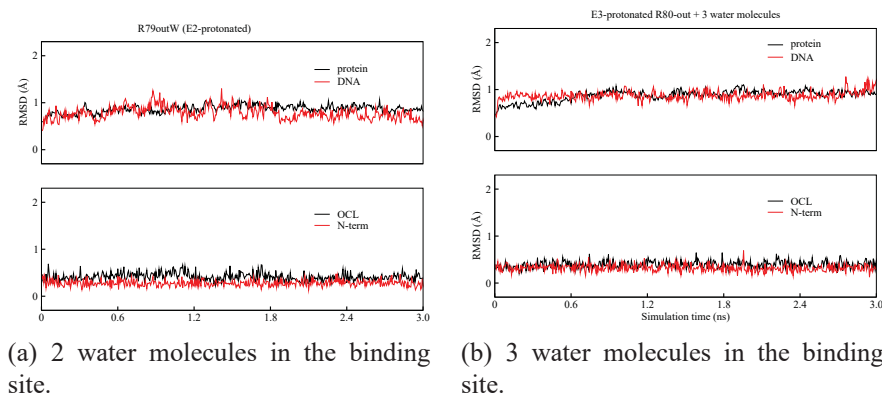 R79outW (E2-protonated)
RMSD (Å)
2
1
0
protein
DNA
2
1
0
OCL
N-term
0
0.6
1.2
1.8
2.4
3.0
(a) 2 water molecules in the binding
site.
E3-protonated R80-out + 3 water molecules
RMSD (Å)
2
1
0
protein
DNA
RMSD (Å)
2
1
0
OCL
N-term
0
0.6
1.2
1.8
2.4
3.0
Simulation time (ns)
(b) 3 water molecules in the binding
site.